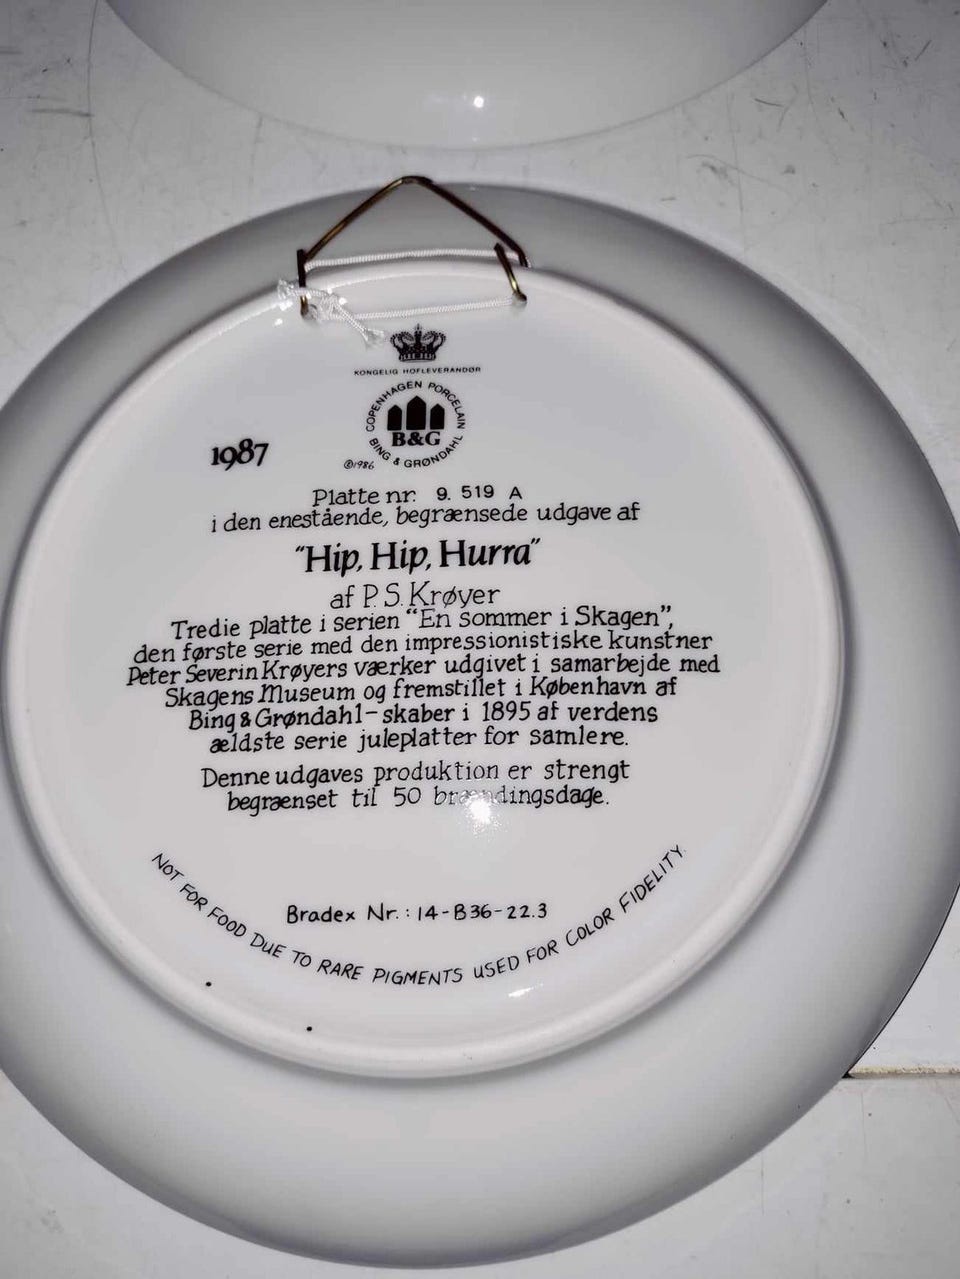 KONGELIG HOFLEVERANDØR
COPENHAGEN PORCELAIN
B&G
BING & GRØNDAHL
©1986
1987
Platte nr. 9. 519 A
i den enestående, begrænsede udgave af
"Hip, Hip, Hurra"
af P. S. Krøyer
Tredie platte i serien "En sommer i Skagen",
den første serie med den impressionistiske kunstner
Peter Severin Krøyers værker udgivet i samarbejde med
Skagens Museum og fremstillet i København af
Bing & Grøndahl – skaber i 1895 af verdens
ældste serie juleplatter for samlere.
Denne udgaves produktion er strengt
begrænset til 50 brændingsdage.
Bradex Nr.: 14-B36-22.3
NOT FOR FOOD DUE TO RARE PIGMENTS USED FOR COLOR FIDELITY.